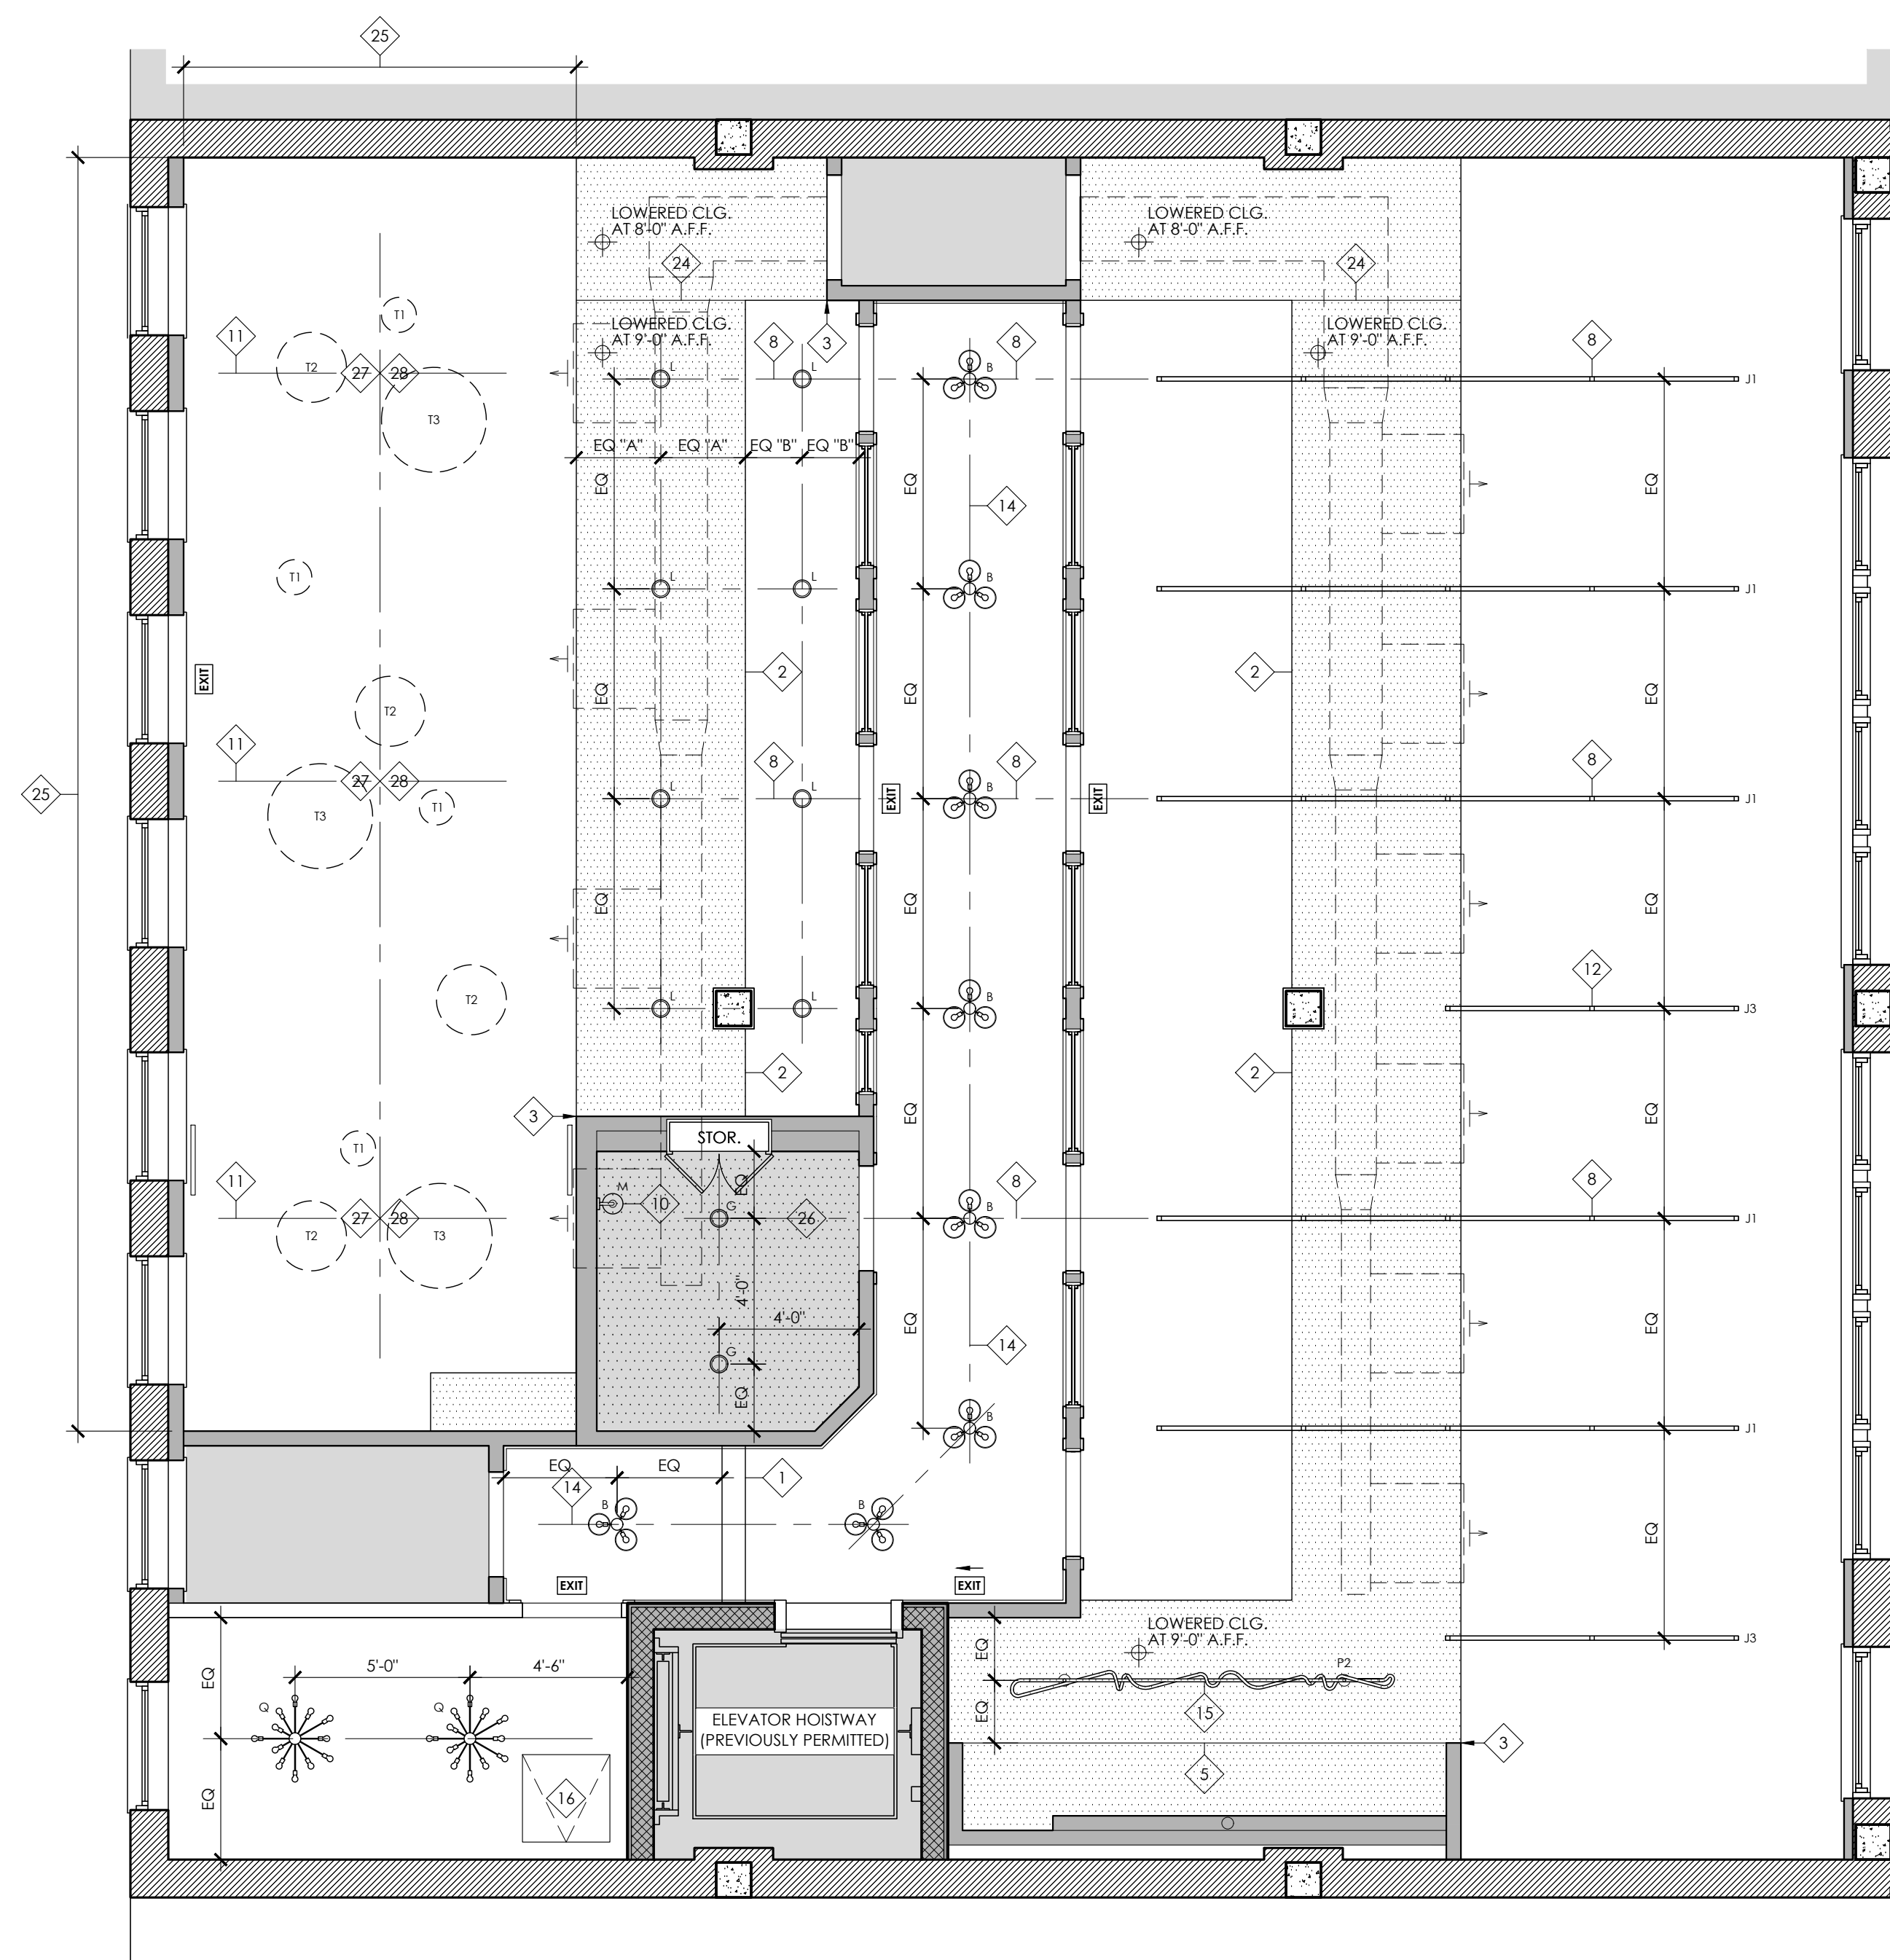 25
LOWERED CLG.
AT 8'-0" A.F.F.
LOWERED CLG.
AT 8'-0" A.F.F.
24
24
T1
LOWERED CLG.
AT 9'-0" A.F.F.
LOWERED CLG.
AT 9'-0" A.F.F.
11
8
3
8
8
T2
27
28
L
L
B
J1
T3
EQ "A"
EQ "A"
EQ "B"
EQ "B"
EQ
EQ
EQ
14
T1
L
L
B
J1
EXIT
2
2
EQ
EQ
EQ
T2
11
8
8
8
25
27
28
L
L
B
J1
T3
T1
EXIT
EXIT
EQ
EQ
EQ
12
T2
L
L
B
J3
2
2
3
EQ
EQ
STOR.
T1
11
M
10
EQ
8
8
27
28
G
26
B
J1
T2
T3
4'-0"
4'-0"
EQ
EQ
14
G
EQ
B
J1
EQ
EQ
1
14
B
B
EQ
EXIT
EXIT
LOWERED CLG.
AT 9'-0" A.F.F.
J3
EQ
5'-0"
4'-6"
EQ
P2
Q
Q
ELEVATOR HOISTWAY
(PREVIOUSLY PERMITTED)
EQ
15
3
5
16
EQ